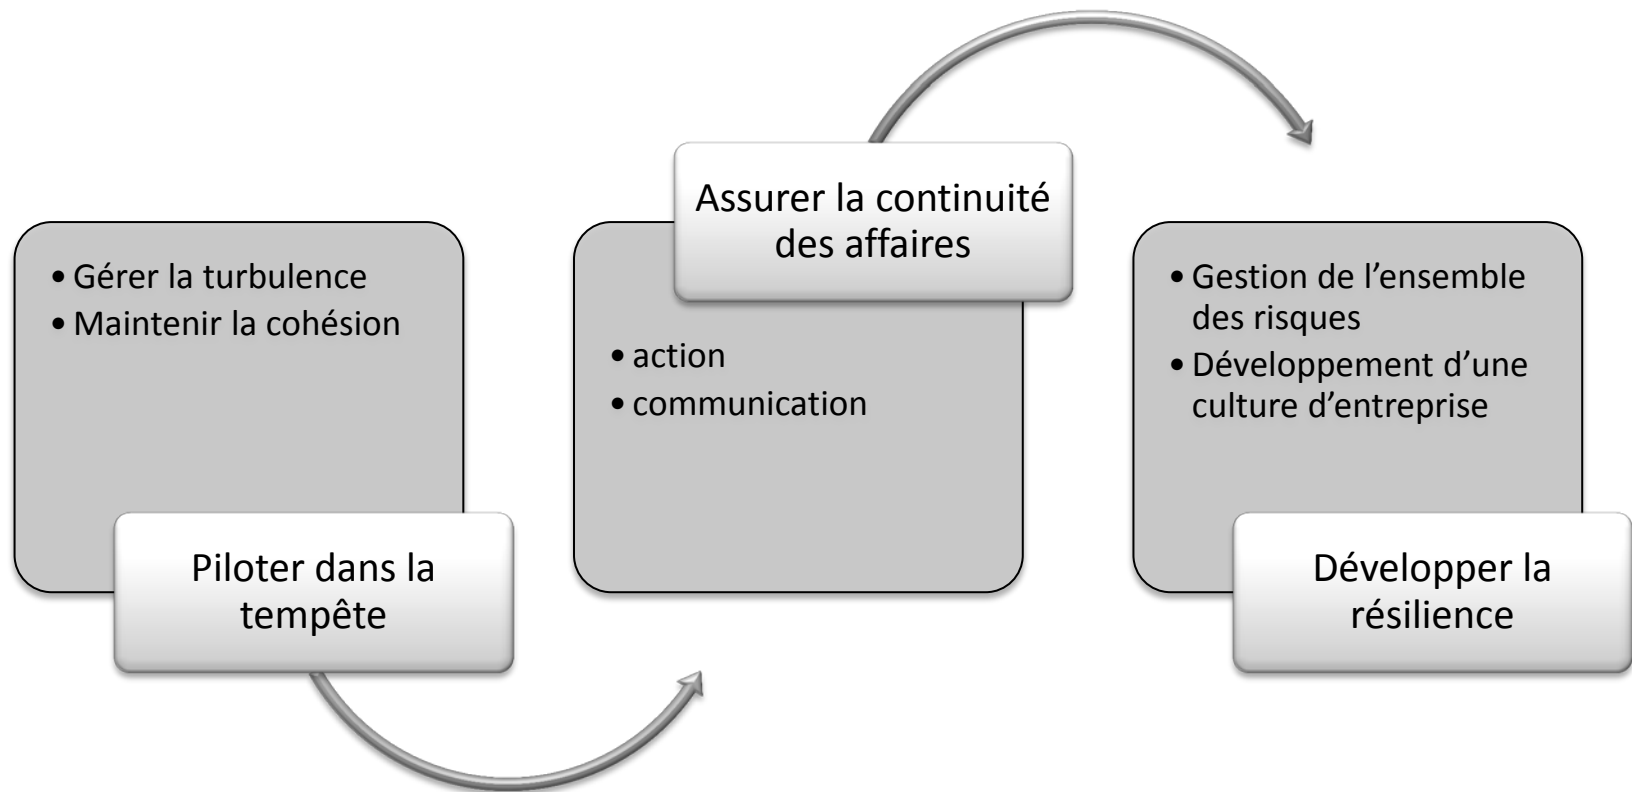 • Gérer la turbulence
• Maintenir la cohésion
Piloter dans la
tempête
Assurer la continuité
des affaires
• action
• communication
• Gestion de l’ensemble
des risques
• Développement d’une
culture d’entreprise
Développer la
résilience